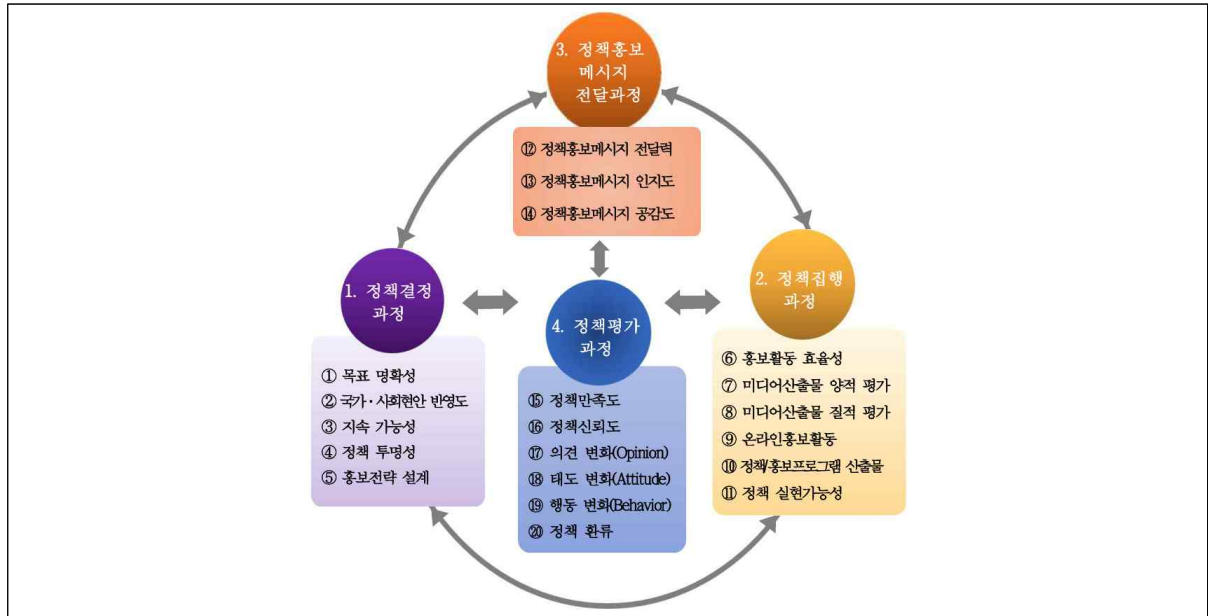 3. 정책홍보
메시지
전달과정
⑫ 정책홍보메시지 전달력
⑬ 정책홍보메시지 인지도
⑭ 정책홍보메시지 공감도
1. 정책결정
과정
① 목표 명확성
② 국가·사회현안 반영도
③ 지속 가능성
④ 정책 투명성
⑤ 홍보전략 설계
4. 정책평가
과정
⑮ 정책만족도
⑯ 정책신뢰도
⑰ 의견 변화(Opinion)
⑱ 태도 변화(Attitude)
⑲ 행동 변화(Behavior)
⑳ 정책 환류
2. 정책집행
과정
⑥ 홍보활동 효율성
⑦ 미디어산출물 양적 평가
⑧ 미디어산출물 질적 평가
⑨ 온라인홍보활동
⑩ 정책/홍보프로그램 산출물
⑪ 정책 실현가능성